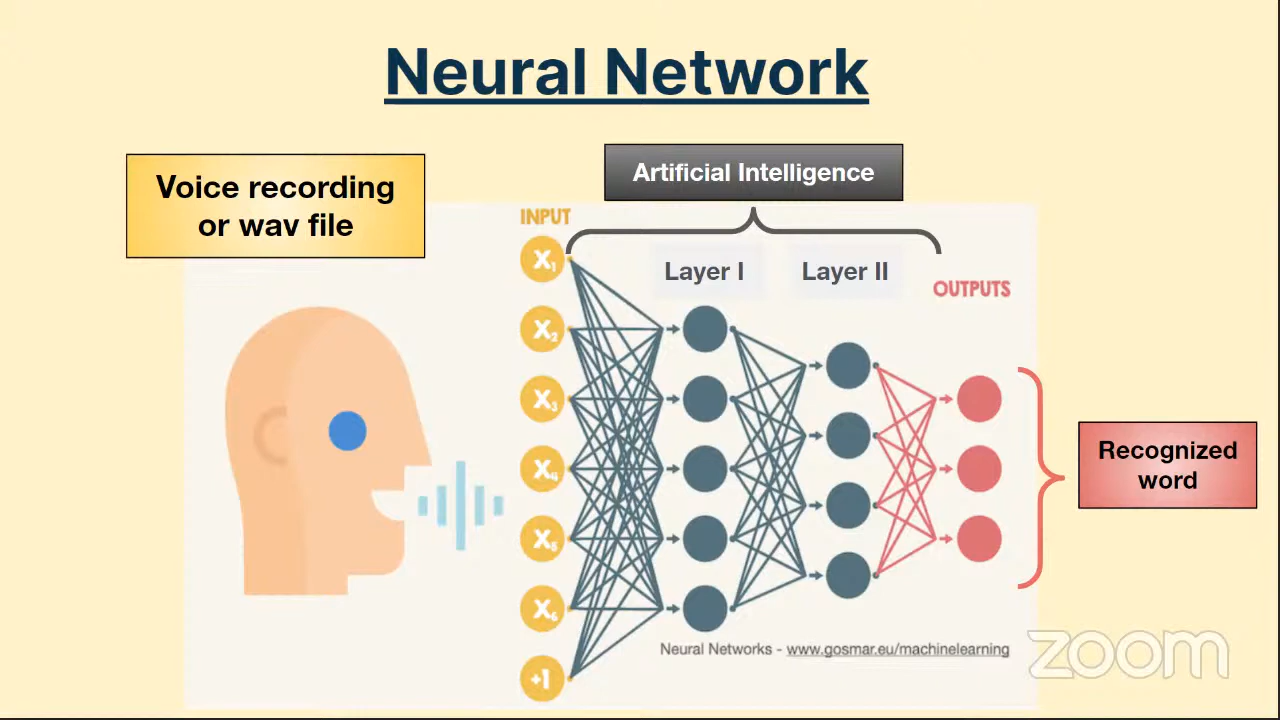 Neural Network
Voice recording
or wav file
Artificial Intelligence
INPUT
Layer I
Layer II
OUTPUTS
X₁
X₂
X₃
X₄
X₅
X₆
+1
Recognized
word
Neural Networks - www.gosmar.eu/machinelearning
zoom